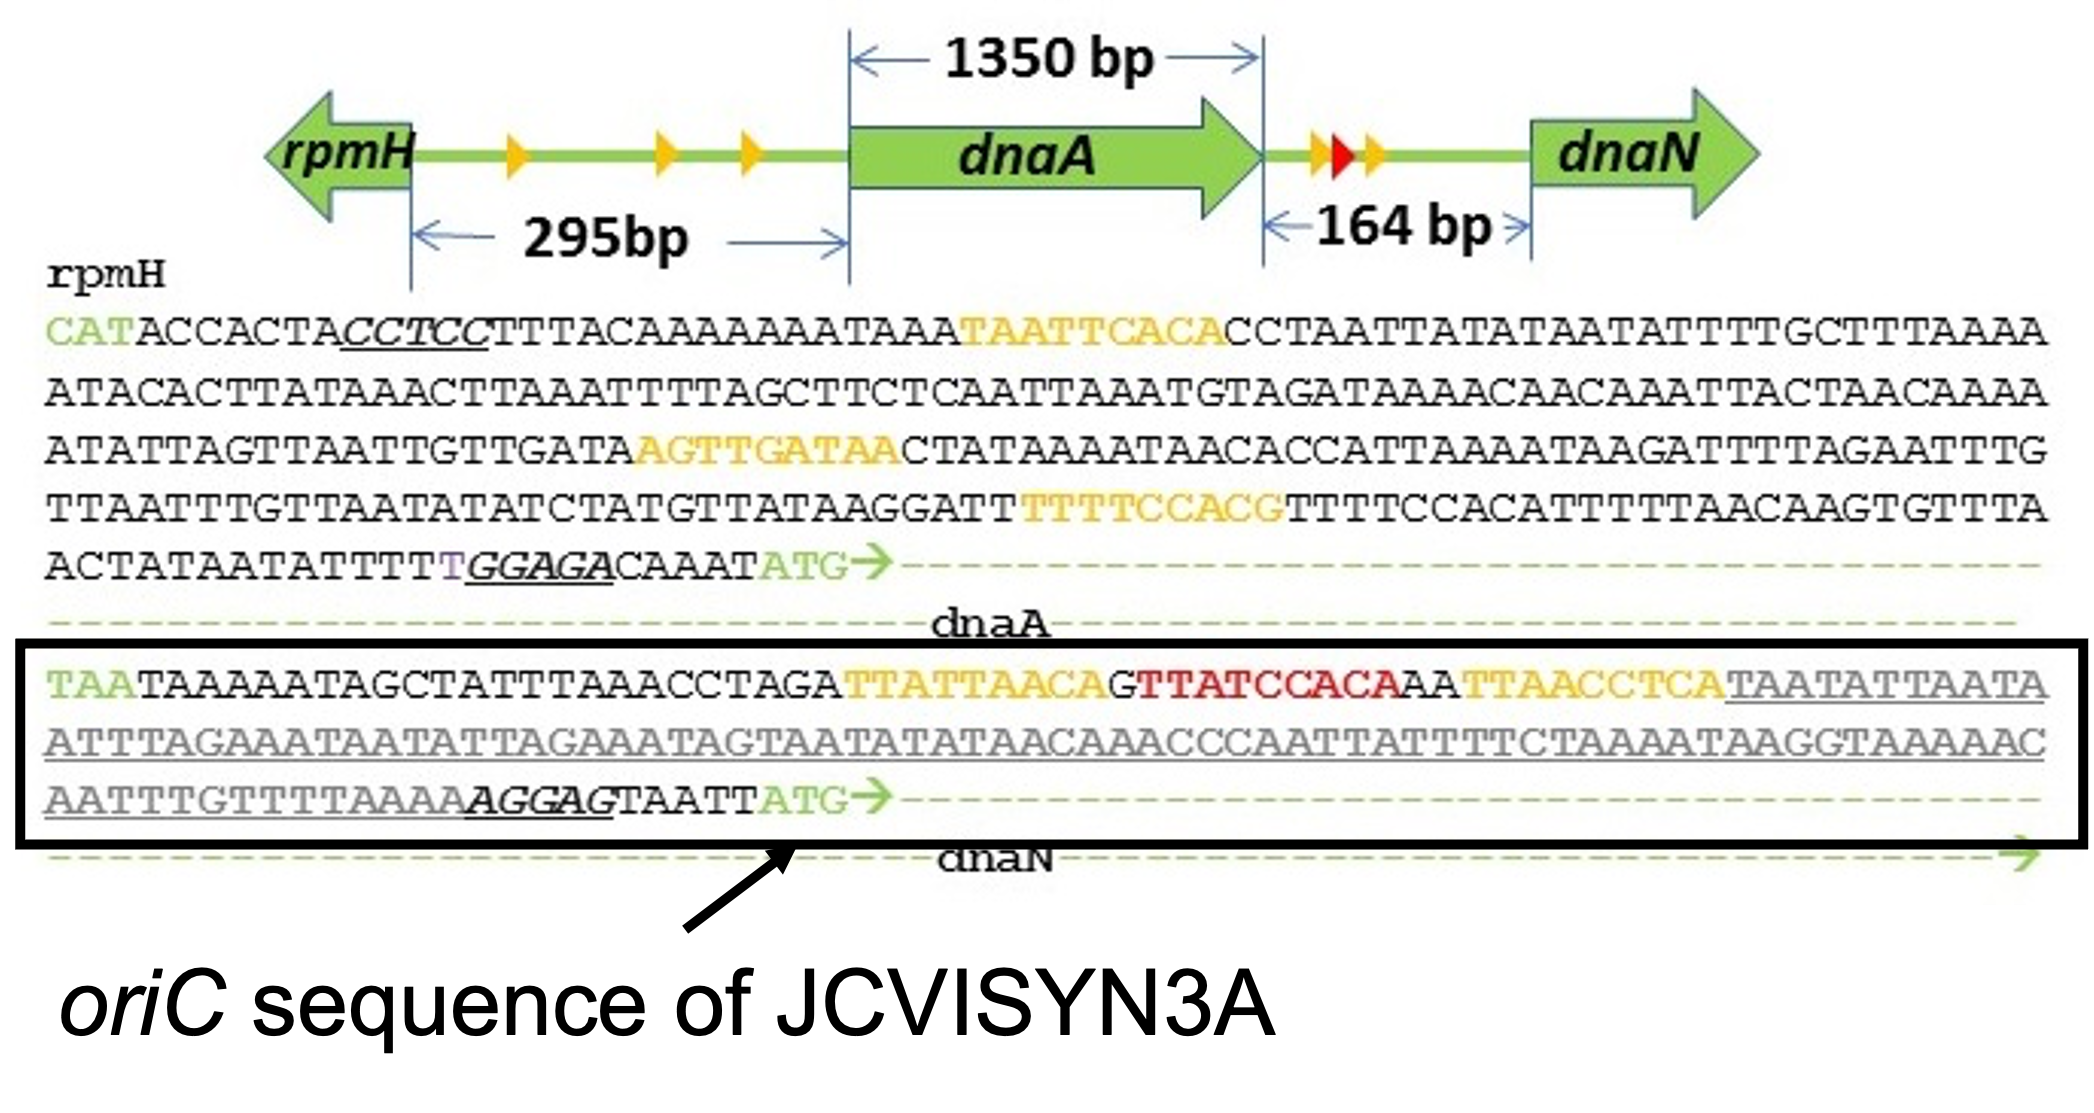 1350 bp
rpmH dnaA dnaN
295bp 164 bp
rpmH
CATACCACTACCTCCTTTACAAAAAAATAAATAATTCACACCTAATTATATAATATTTTGCTTTAAAA
ATACACTTATAAACTTAAATTTTAGCTTCTCAATTAAATGTAGATAAAACAACAAATTACTAACAAAA
ATATTAGTTAATTGTTGATAAGTTGATAACTATAAAATAACACCATTAAAATAAGATTTTAGAATTTG
TTAATTTGTTAATATATCTATGTTATAAGGATTTTTTCCACGTTTTCCACATTTTTAACAAGTGTTTA
ACTATAATATTTTTGGAGACAAATATG
dnaA
TAATAAAAATAGCTATTTAAACCTAGATTATTAACAGTTATCCACAAATTAACCTCATAATATTAATA
ATTTAGAAATAATATTAGAAATAGTAATATATAACAAACCCAATTATTTTCTAAAATAAGGTAAAAAC
AATTTGTTTTAAAAAGGAGTAATTATG
dnaN
oriC sequence of JCVISYN3A